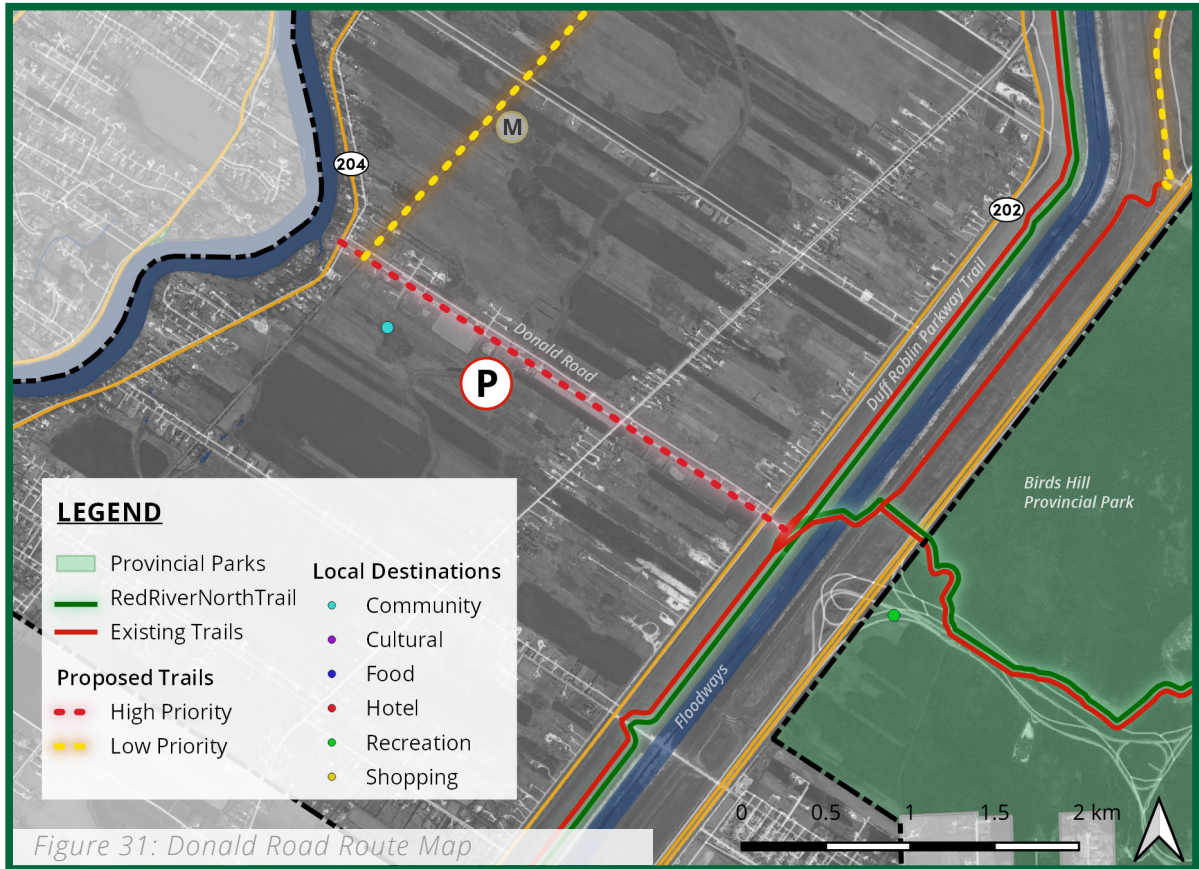 M
204
202
Duff Roblin Parkway Trail
Donald Road
P
Birds Hill
Provincial Park
LEGEND
Provincial Parks
RedRiverNorthTrail
Existing Trails
Proposed Trails
High Priority
Low Priority
Local Destinations
Community
Cultural
Food
Hotel
Recreation
Shopping
Floodways
0 0.5 1 1.5 2 km
Figure 31: Donald Road Route Map